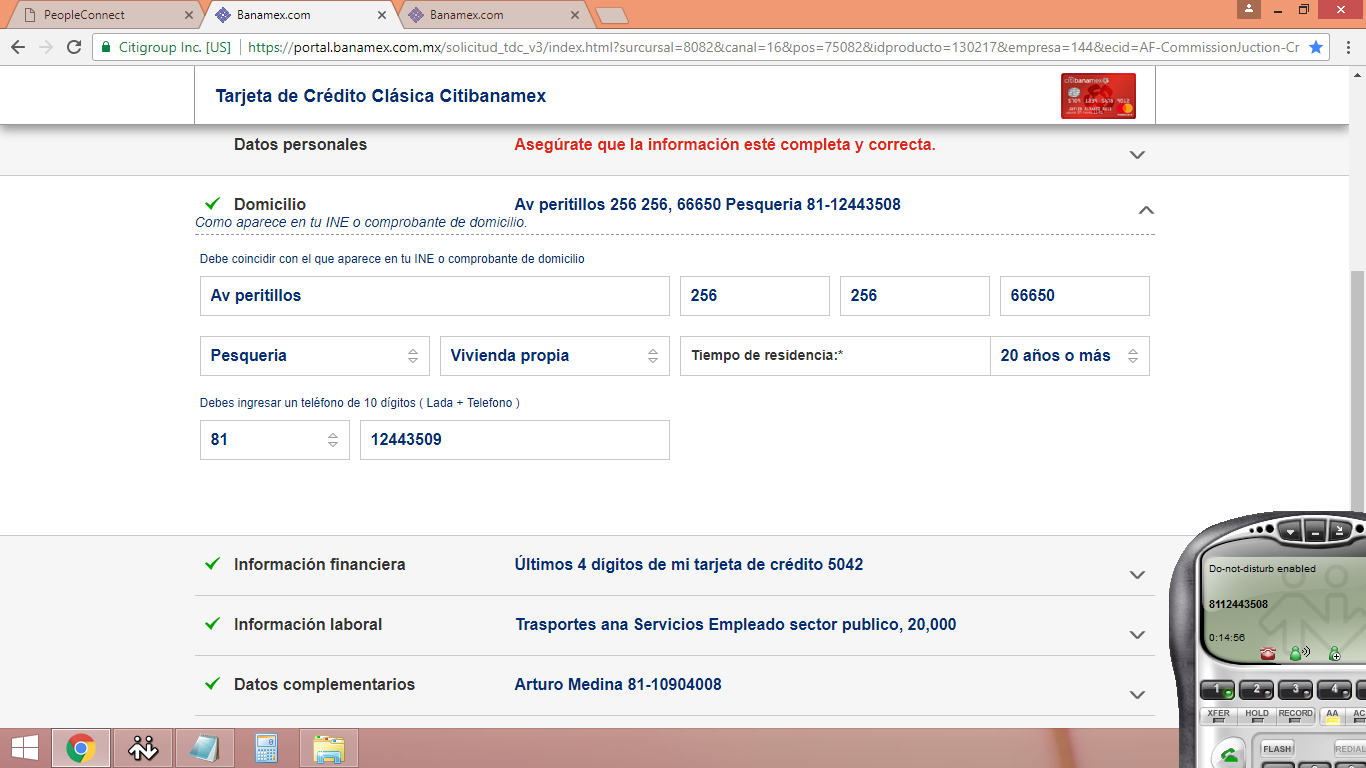 PeopleConnect
Banamex.com
Banamex.com
Citigroup Inc. [US]
https://portal.banamex.com.mx/solicitud_tdc_v3/index.html?surcursal=8082&canal=16&pos=75082&idproducto=130217&empresa=144&ecid=AF-CommissionJuction-Cr
Tarjeta de Crédito Clásica Citibanamex
citibanamex
Datos personales
Asegúrate que la información esté completa y correcta.
Domicilio
Av peritillos 256 256, 66650 Pesqueria 81-12443508
Como aparece en tu INE o comprobante de domicilio.
Debe coincidir con el que aparece en tu INE o comprobante de domicilio
Av peritillos
256
256
66650
Pesqueria
Vivienda propia
Tiempo de residencia:*
20 años o más
Debes ingresar un teléfono de 10 dígitos ( Lada + Telefono )
81
12443509
Información financiera
Últimos 4 dígitos de mi tarjeta de crédito 5042
Información laboral
Trasportes ana Servicios Empleado sector publico, 20,000
Datos complementarios
Arturo Medina 81-10904008
Do-not-disturb enabled
8112443508
0:14:56
1
2
3
4
XFER
HOLD
RECORD
AA
AC
FLASH
REDIAL